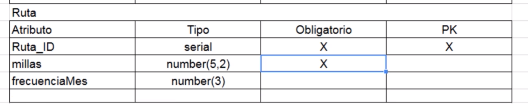 Ruta
Atributo Tipo Obligatorio PK
Ruta_ID serial X X
millas number(5,2) X
frecuenciaMes number(3)